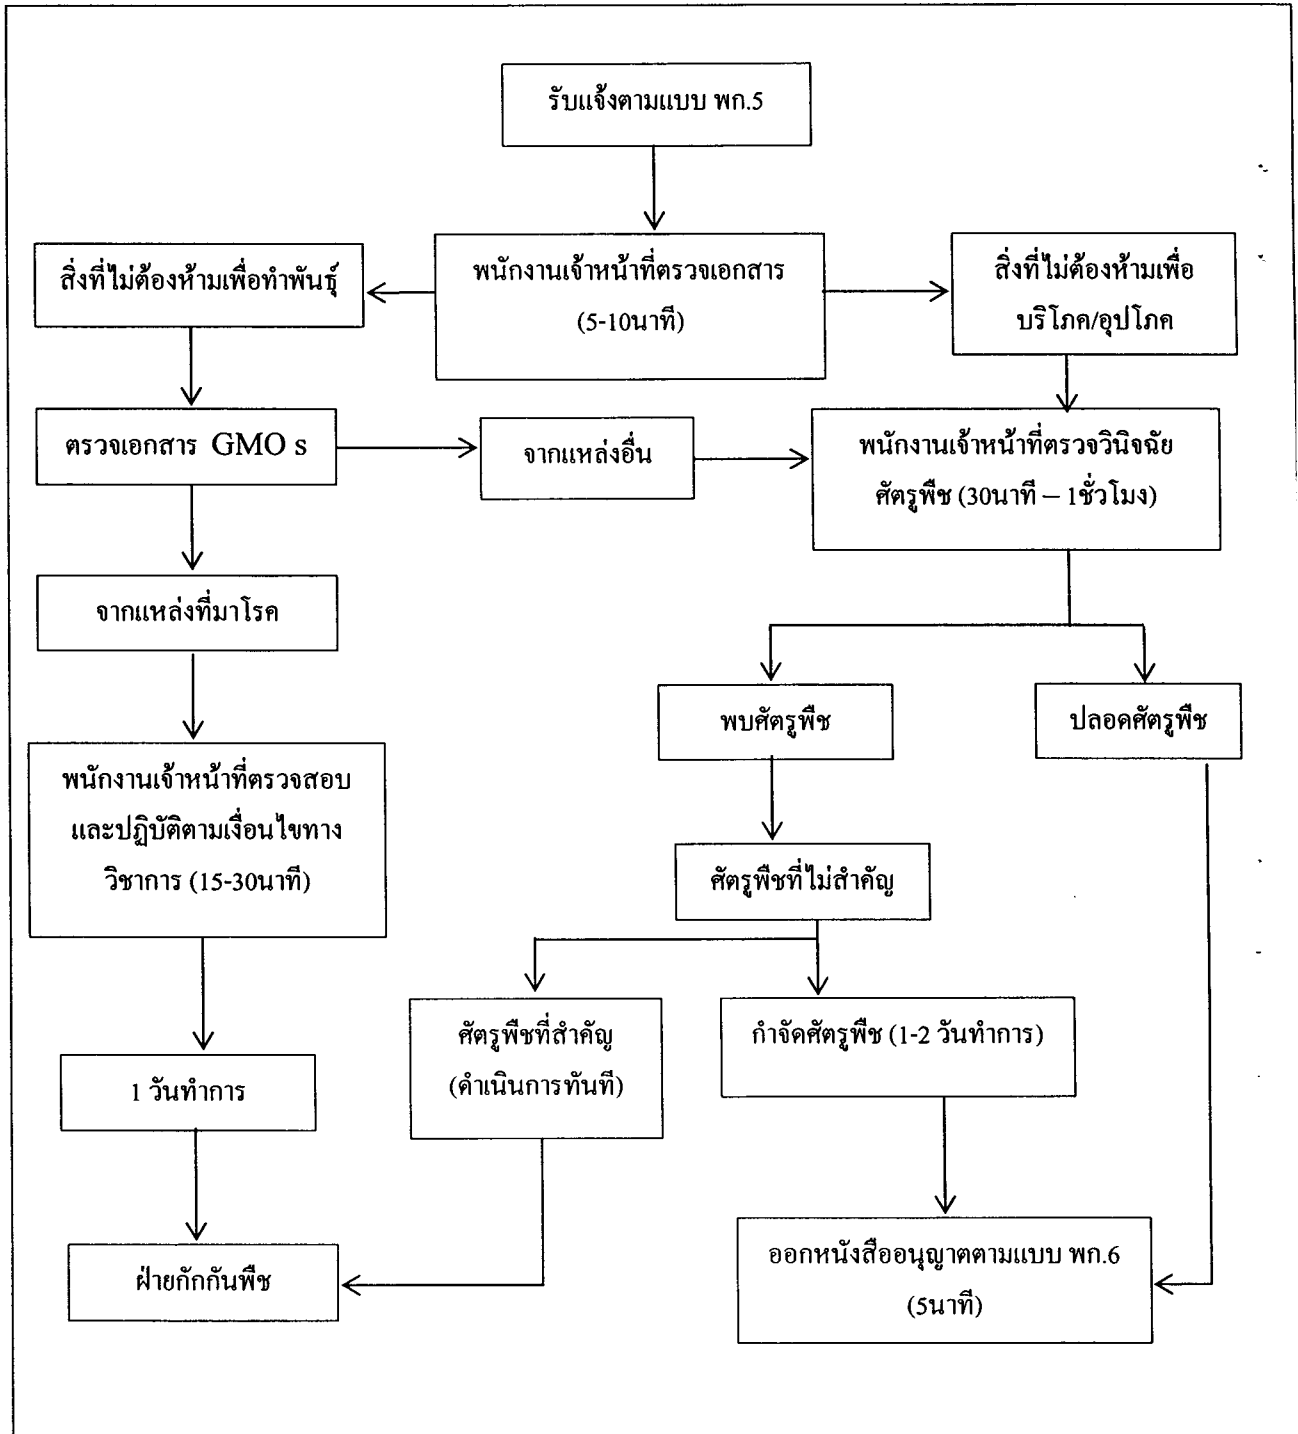 รับแจ้งตามแบบ พก.5
สิ่งที่ไม่ต้องห้ามเพื่อทำพันธุ์
พนักงานเจ้าหน้าที่ตรวจเอกสาร
(5-10นาที)
สิ่งที่ไม่ต้องห้ามเพื่อ
บริโภค/อุปโภค
ตรวจเอกสาร GMO s
จากแหล่งอื่น
พนักงานเจ้าหน้าที่ตรวจวินิจฉัย
ศัตรูพืช (30นาที – 1ชั่วโมง)
จากแหล่งที่มาโรค
พบศัตรูพืช
ปลอดศัตรูพืช
พนักงานเจ้าหน้าที่ตรวจสอบ
และปฏิบัติตามเงื่อนไขทาง
วิชาการ (15-30นาที)
ศัตรูพืชที่ไม่สำคัญ
ศัตรูพืชที่สำคัญ
(ดำเนินการทันที)
กำจัดศัตรูพืช (1-2 วันทำการ)
1 วันทำการ
ฝ่ายกักกันพืช
ออกหนังสืออนุญาตตามแบบ พก.6
(5นาที)